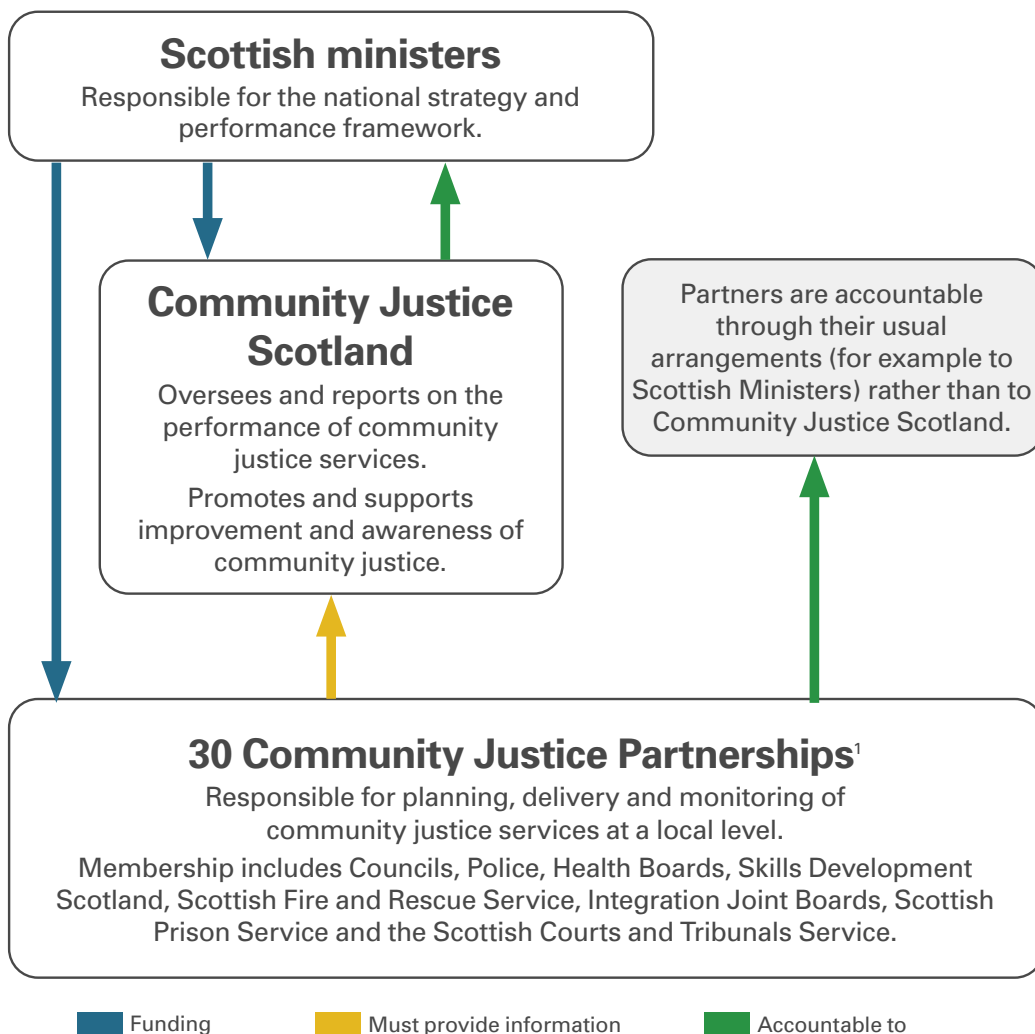 Scottish ministers
Responsible for the national strategy and
performance framework.
Community Justice
Scotland
Oversees and reports on the
performance of community
justice services.
Promotes and supports
improvement and awareness of
community justice.
Partners are accountable
through their usual
arrangements (for example to
Scottish Ministers) rather than to
Community Justice Scotland.
30 Community Justice Partnerships¹
Responsible for planning, delivery and monitoring of
community justice services at a local level.
Membership includes Councils, Police, Health Boards, Skills Development
Scotland, Scottish Fire and Rescue Service, Integration Joint Boards, Scottish
Prison Service and the Scottish Courts and Tribunals Service.
Funding
Must provide information
Accountable to